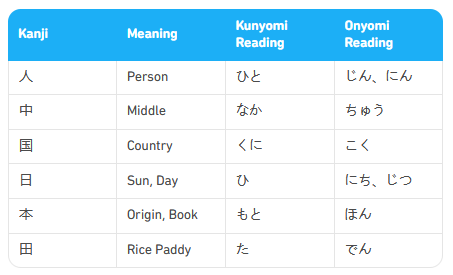 Kanji Meaning Kunyomi Reading Onyomi Reading
人 Person ひと じん、にん
中 Middle なか ちゅう
国 Country くに こく
日 Sun, Day ひ にち、じつ
本 Origin, Book もと ほん
田 Rice Paddy た でん